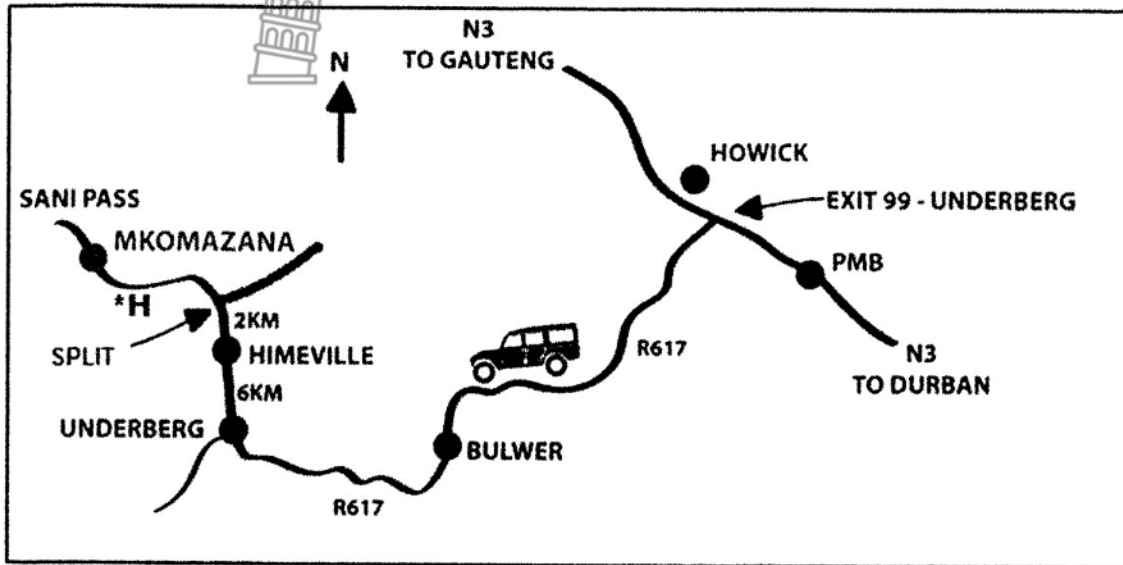 N3
TO GAUTENG
N
HOWICK
SANI PASS
EXIT 99 - UNDERBERG
MKOMAZANA
PMB
*H
2KM
SPLIT
HIMEVILLE
R617
N3
TO DURBAN
6KM
UNDERBERG
BULWER
R617